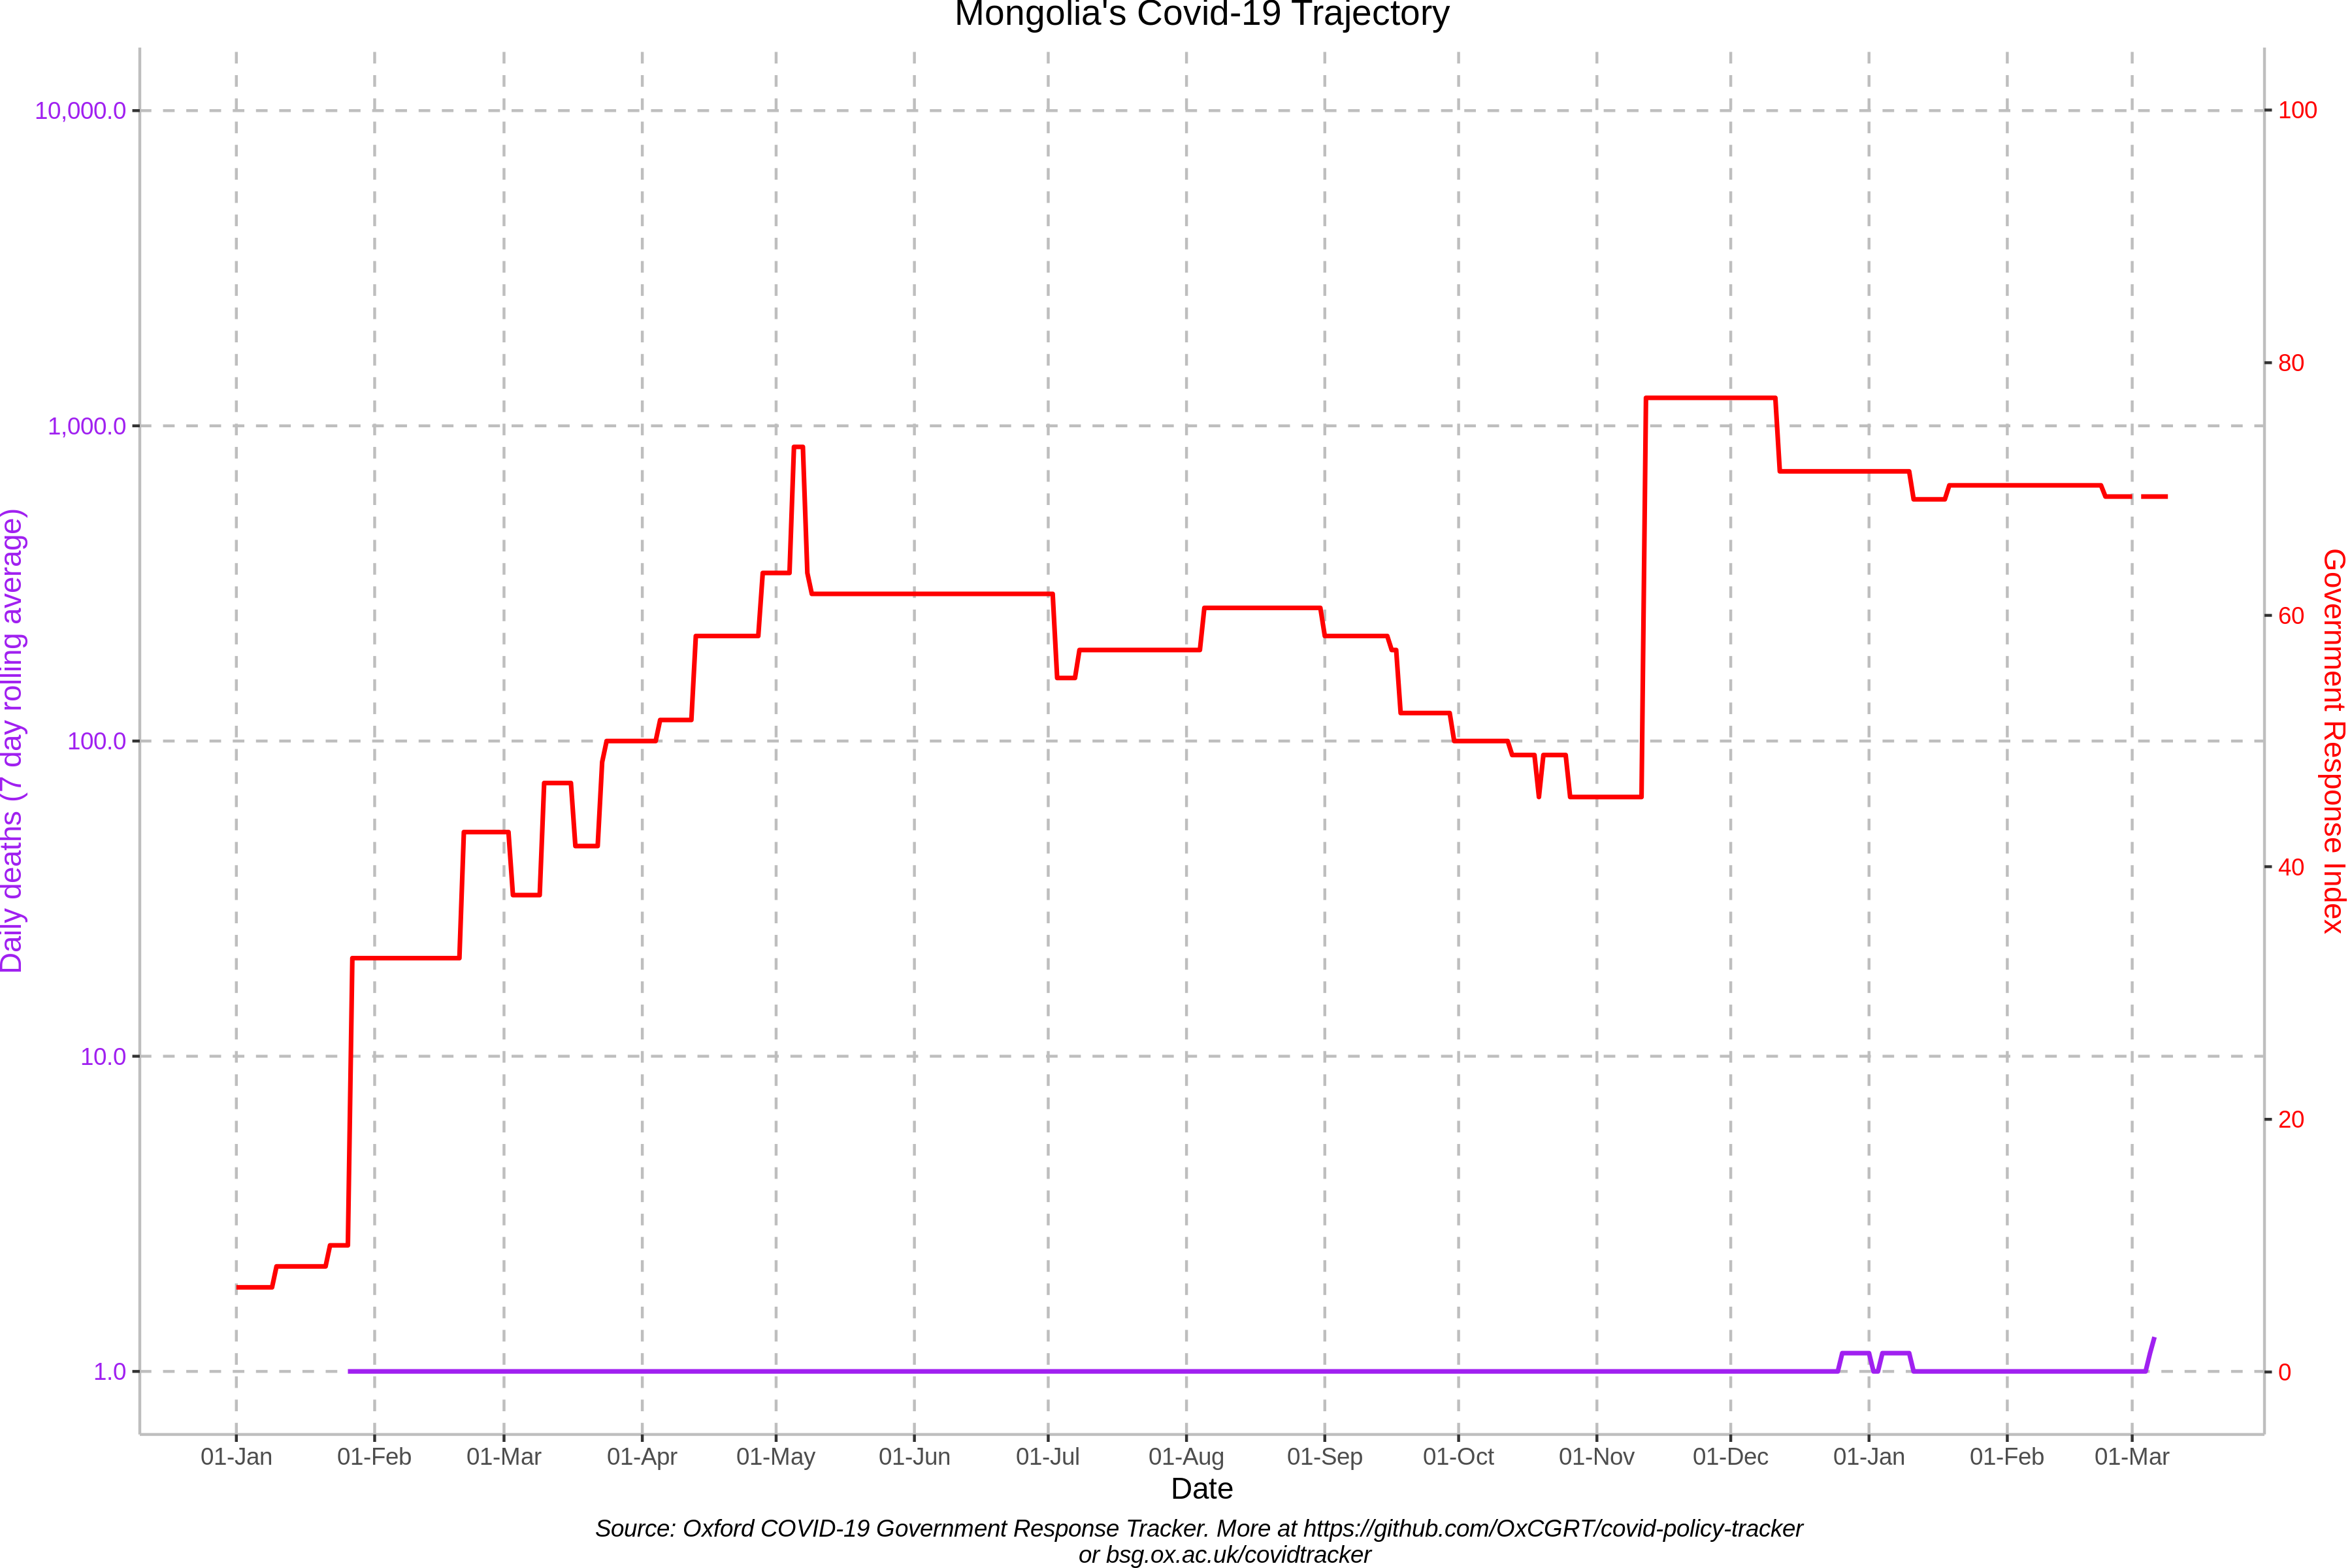 Mongolia's Covid-19 Trajectory
10,000.0
1,000.0
100.0
10.0
1.0
Daily deaths (7 day rolling average)
100
80
60
40
20
0
Government Response Index
01-Jan 01-Feb 01-Mar 01-Apr 01-May 01-Jun 01-Jul 01-Aug 01-Sep 01-Oct 01-Nov 01-Dec 01-Jan 01-Feb 01-Mar
Date
Source: Oxford COVID-19 Government Response Tracker. More at https://github.com/OxCGRT/covid-policy-tracker
or bsg.ox.ac.uk/covidtracker